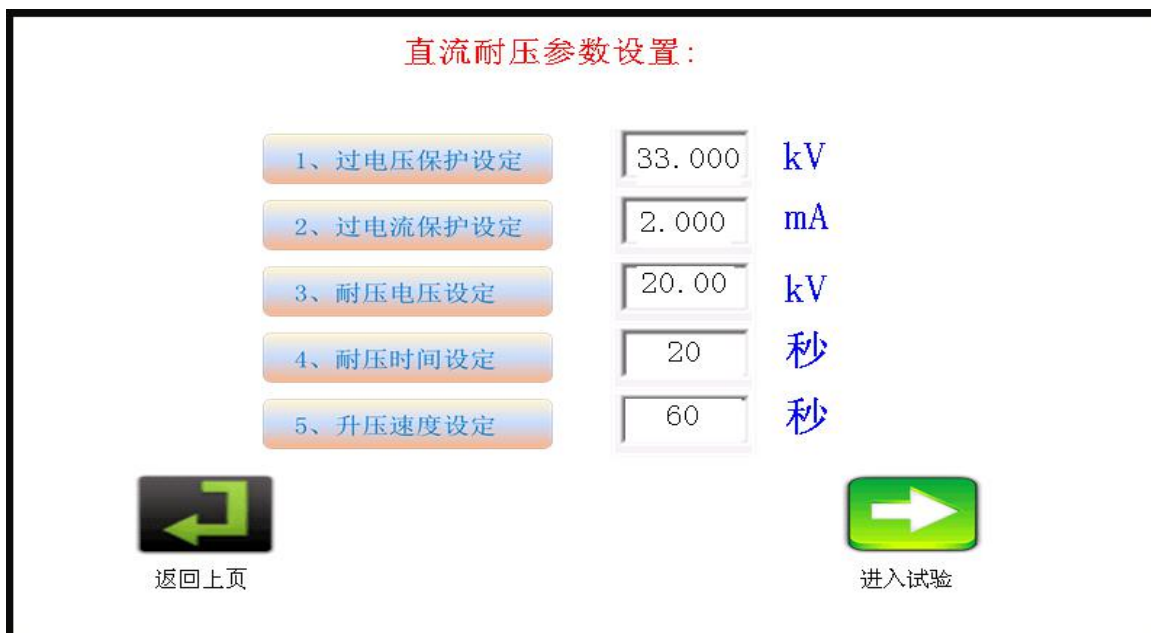 直流耐压参数设置:
1、过电压保护设定 33.000 kV
2、过电流保护设定 2.000 mA
3、耐压电压设定 20.00 kV
4、耐压时间设定 20 秒
5、升压速度设定 60 秒
返回上页 进入试验